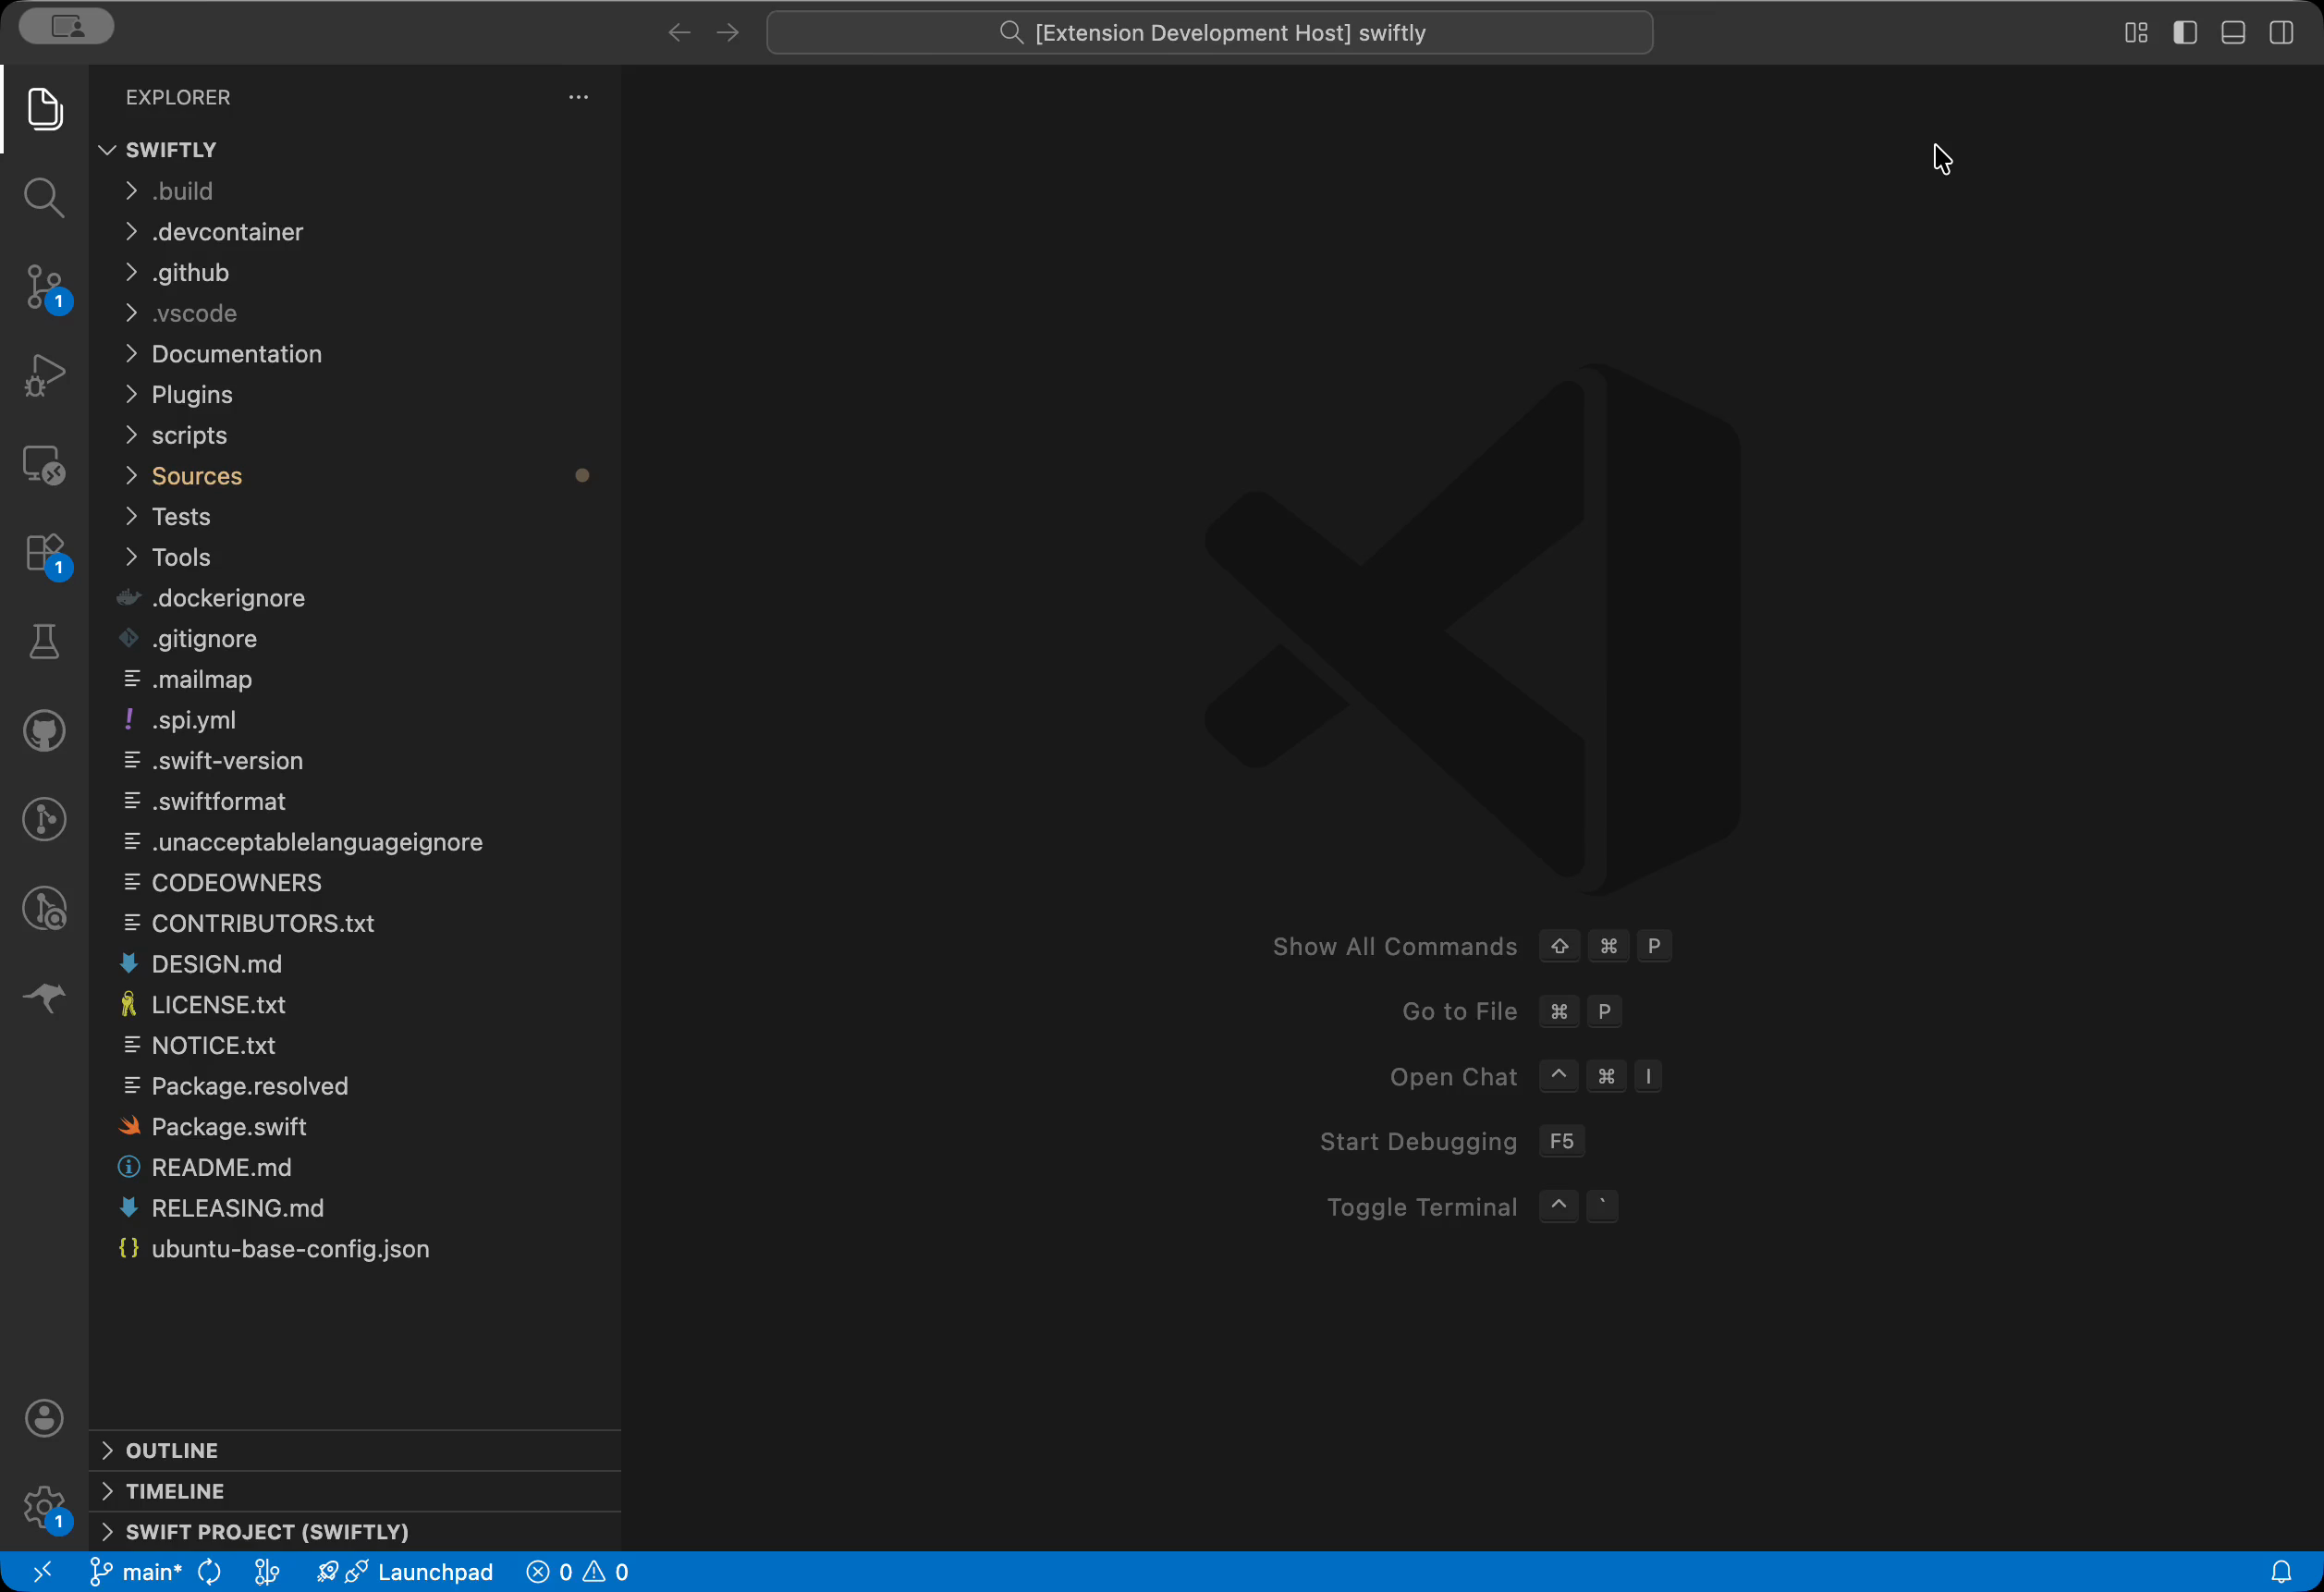 [Extension Development Host] swiftly
EXPLORER
SWIFTLY
.build
.devcontainer
.github
1
.vscode
Documentation
Plugins
scripts
Sources
Tests
Tools
1
.dockerignore
.gitignore
.mailmap
! .spi.yml
.swift-version
.swiftformat
.unacceptablelanguageignore
CODEOWNERS
CONTRIBUTORS.txt
DESIGN.md
LICENSE.txt
NOTICE.txt
Package.resolved
Package.swift
README.md
RELEASING.md
{} ubuntu-base-config.json
Show All Commands ⇧ ⌘ P
Go to File ⌘ P
Open Chat ^ ⌘ I
Start Debugging F5
Toggle Terminal ^ `
OUTLINE
TIMELINE
1
SWIFT PROJECT (SWIFTLY)
main* Launchpad 0 0